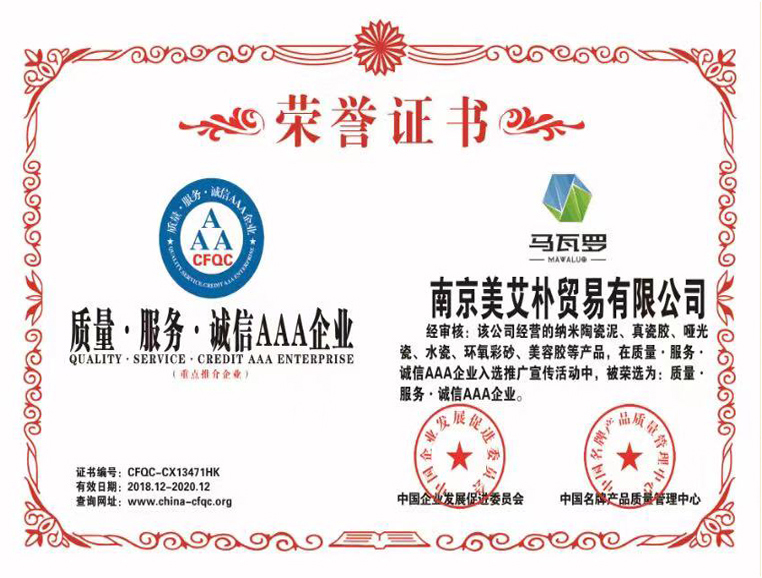 荣誉证书
质量·服务·诚信AAA企业
A
AA
CFQC
QUALITY·SERVICE·CREDIT AAA ENTERPRISE
质量·服务·诚信AAA企业
QUALITY·SERVICE·CREDIT AAA ENTERPRISE
(重点推介企业)
证书编号：CFQC-CX13471HK
有效日期：2018.12-2020.12
查询网址：www.china-cfqc.org
马瓦罗
MAWALUO
南京美艾朴贸易有限公司
经审核：该公司经营的纳米陶瓷泥、真瓷胶、哑光
瓷、水瓷、环氧彩砂、美容胶等产品，在质量·服务·
诚信AAA企业入选推广宣传活动中，被荣选为：质量·
服务·诚信AAA企业。
中国企业发展促进委员会
中国企业发展促进委员会
中国名牌产品质量管理中心
中国名牌产品质量管理中心